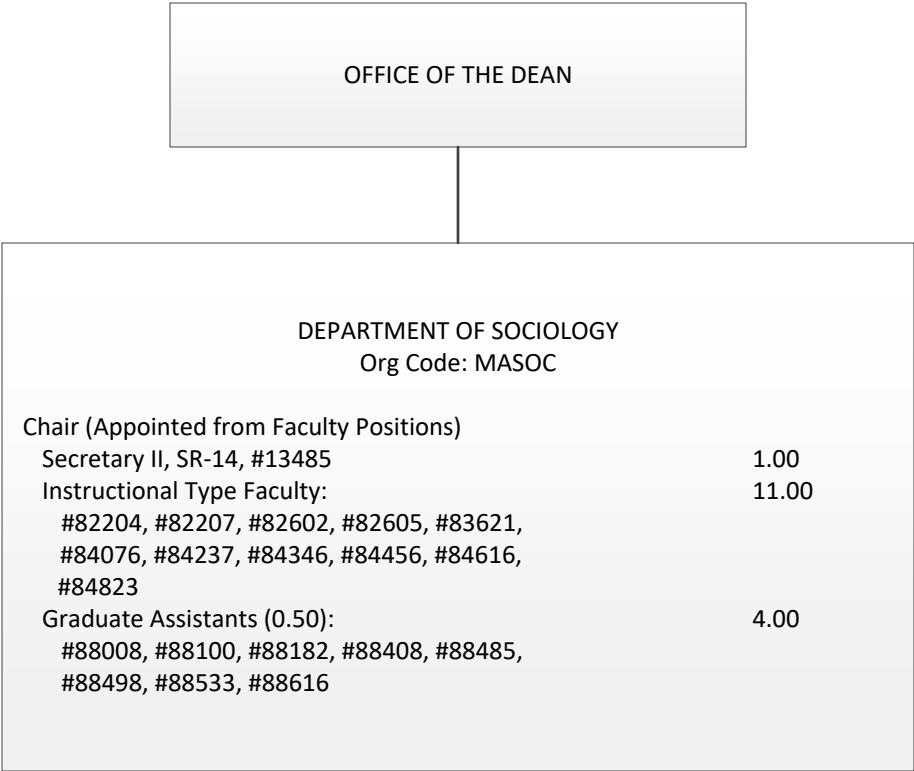 OFFICE OF THE DEAN
DEPARTMENT OF SOCIOLOGY
Org Code: MASOC
Chair (Appointed from Faculty Positions)
Secretary II, SR-14, #13485 1.00
Instructional Type Faculty: 11.00
#82204, #82207, #82602, #82605, #83621,
#84076, #84237, #84346, #84456, #84616,
#84823
Graduate Assistants (0.50): 4.00
#88008, #88100, #88182, #88408, #88485,
#88498, #88533, #88616